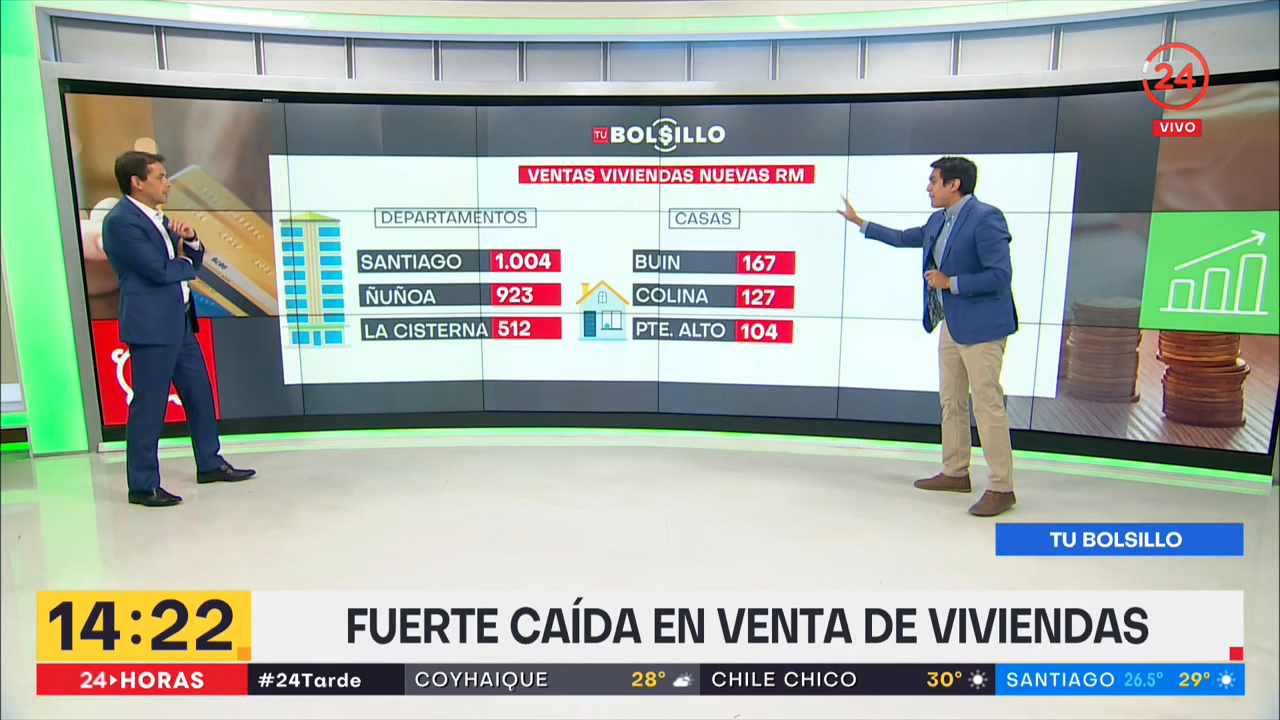 24
VIVO
TU BOLSILLO
VENTAS VIVIENDAS NUEVAS RM
DEPARTAMENTOS
SANTIAGO 1.004
ÑUÑOA 923
LA CISTERNA 512
CASAS
BUIN 167
COLINA 127
PTE. ALTO 104
TU BOLSILLO
14:22
FUERTE CAÍDA EN VENTA DE VIVIENDAS
24 HORAS
#24Tarde
COYHAIQUE 28°
CHILE CHICO 30°
SANTIAGO 26.5° 29°